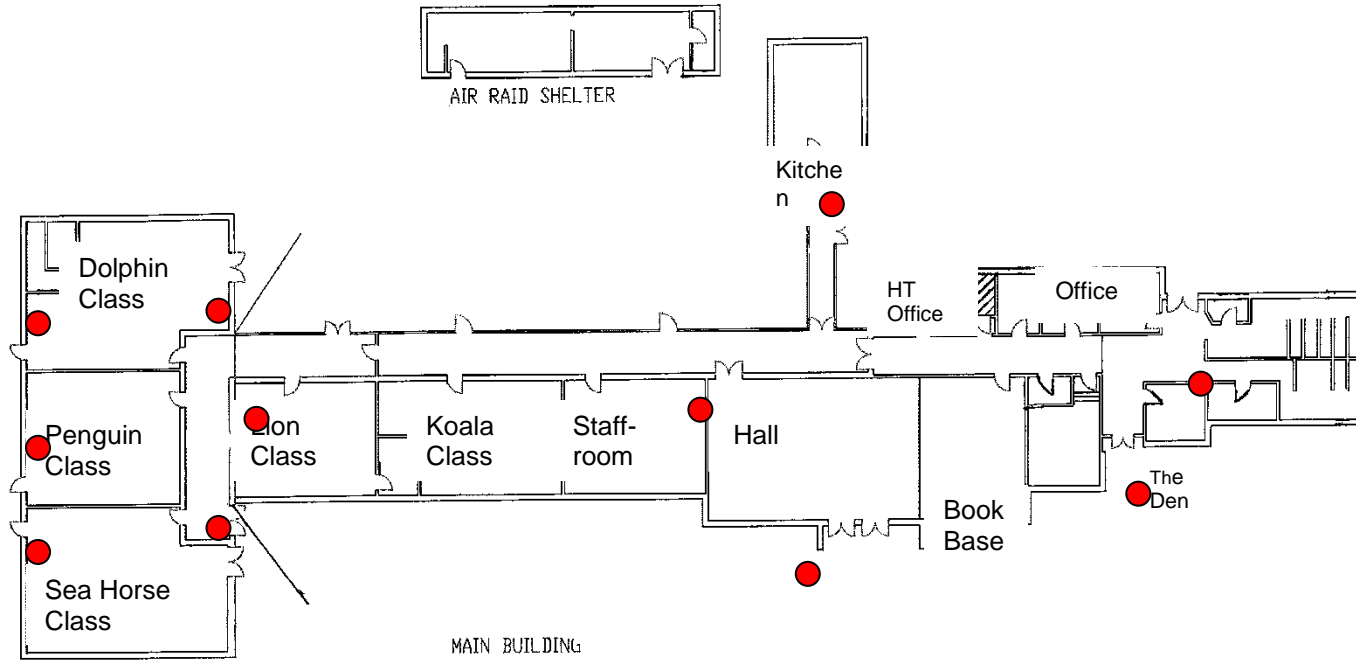 AIR RAID SHELTER
Kitche
n
Dolphin
Class
HT
Office
Office
Penguin
Class
Lion
Class
Koala
Class
Staff-
room
Hall
The
Den
Book
Base
Sea Horse
Class
MAIN BUILDING